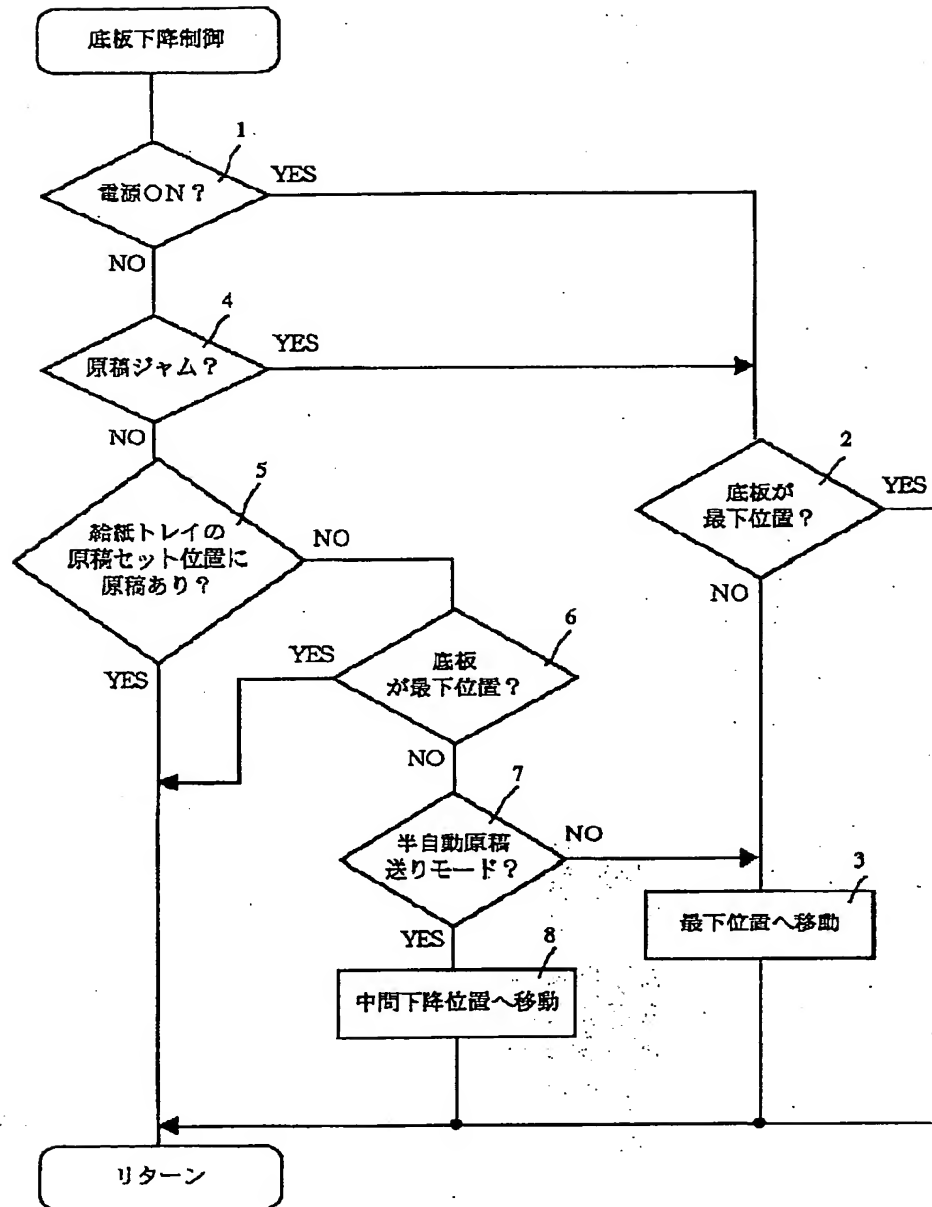 底板下降制御
1
電源ON?
YES
NO
4
原稿ジャム?
YES
NO
2
底板が
最下位置?
YES
NO
5
給紙トレイの
原稿セット位置に
原稿あり?
NO
YES
6
底板
が最下位置?
YES
NO
7
半自動原稿
送りモード?
NO
YES
3
最下位置へ移動
8
中間下降位置へ移動
リターン